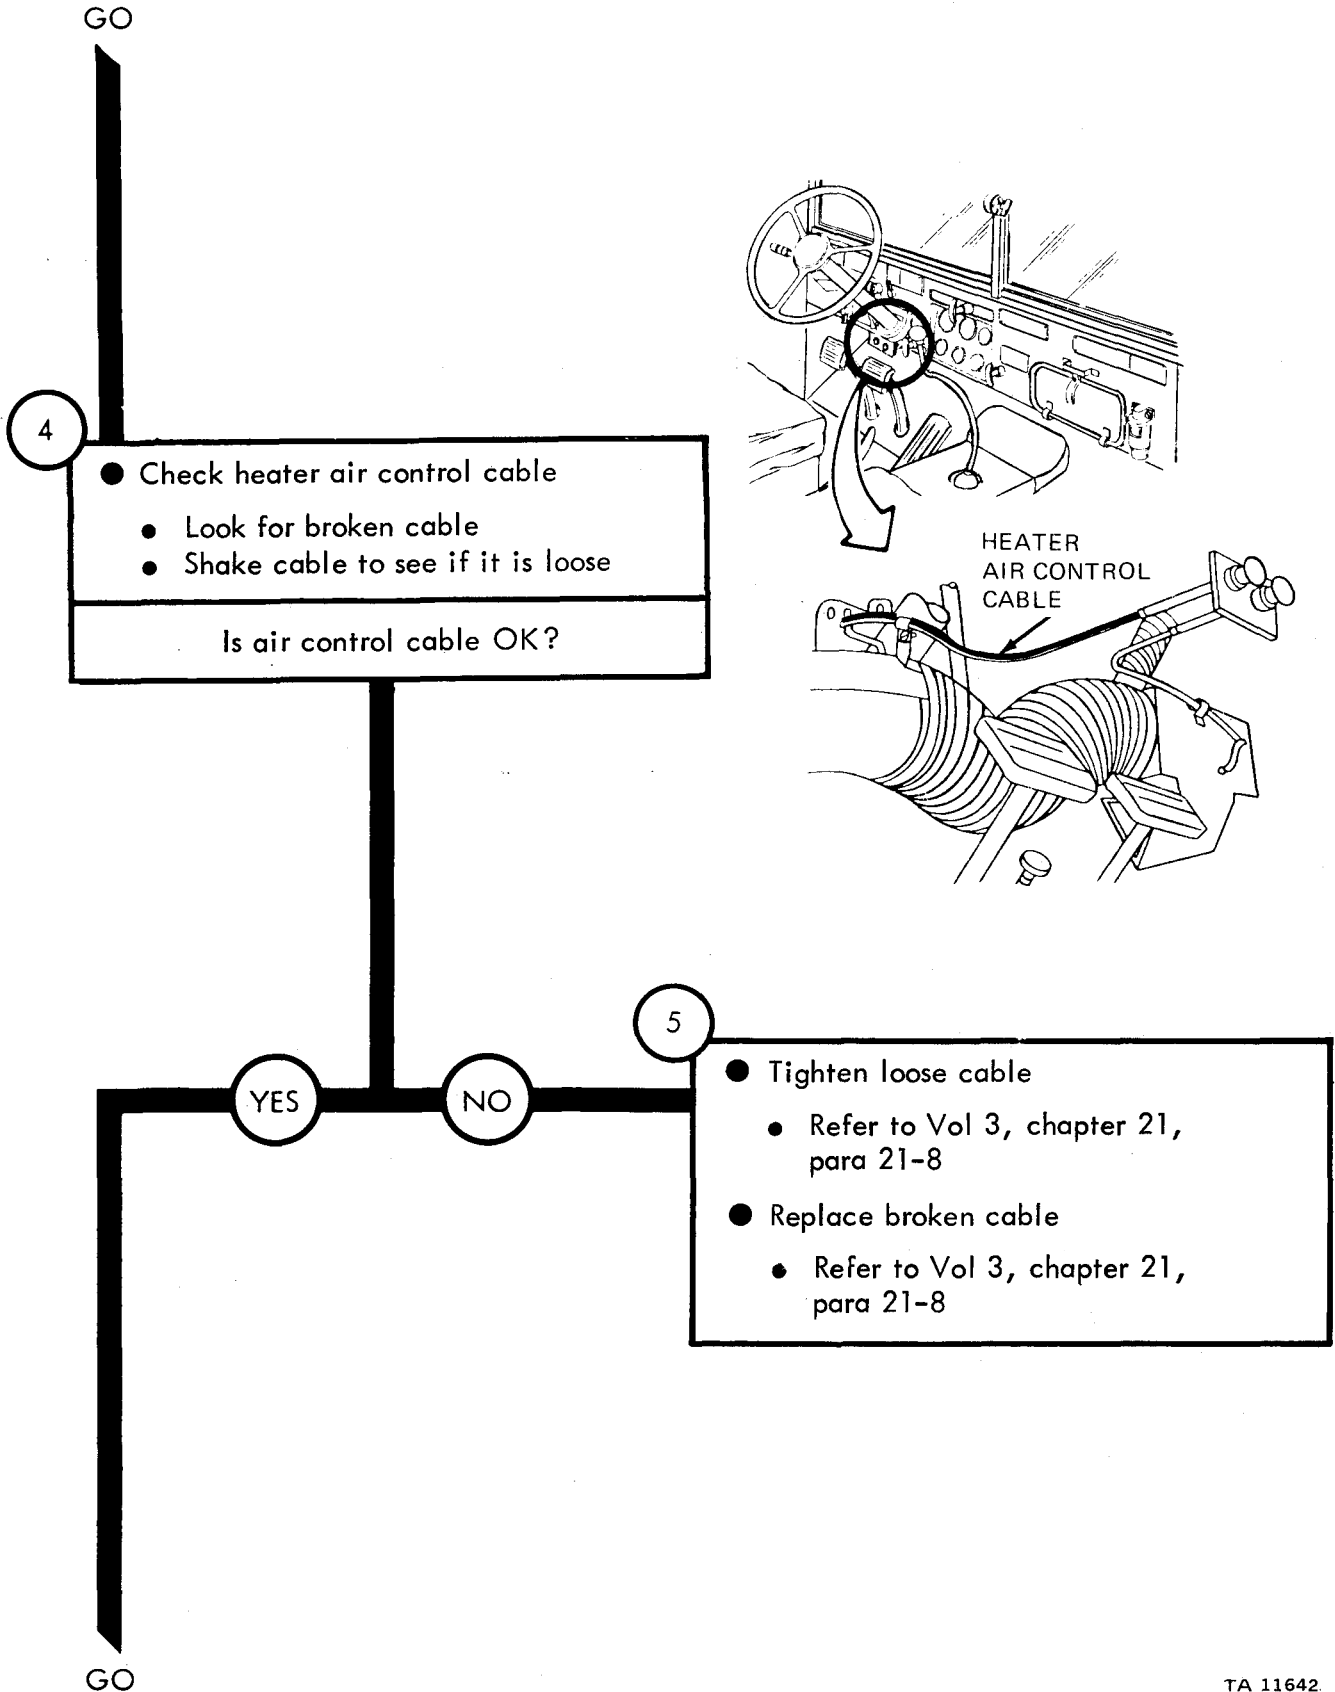 GO
4
● Check heater air control cable
● Look for broken cable
● Shake cable to see if it is loose
Is air control cable OK?
HEATER
AIR CONTROL
CABLE
YES
NO
5
● Tighten loose cable
● Refer to Vol 3, chapter 21,
para 21-8
● Replace broken cable
● Refer to Vol 3, chapter 21,
para 21-8
GO
TA 11642